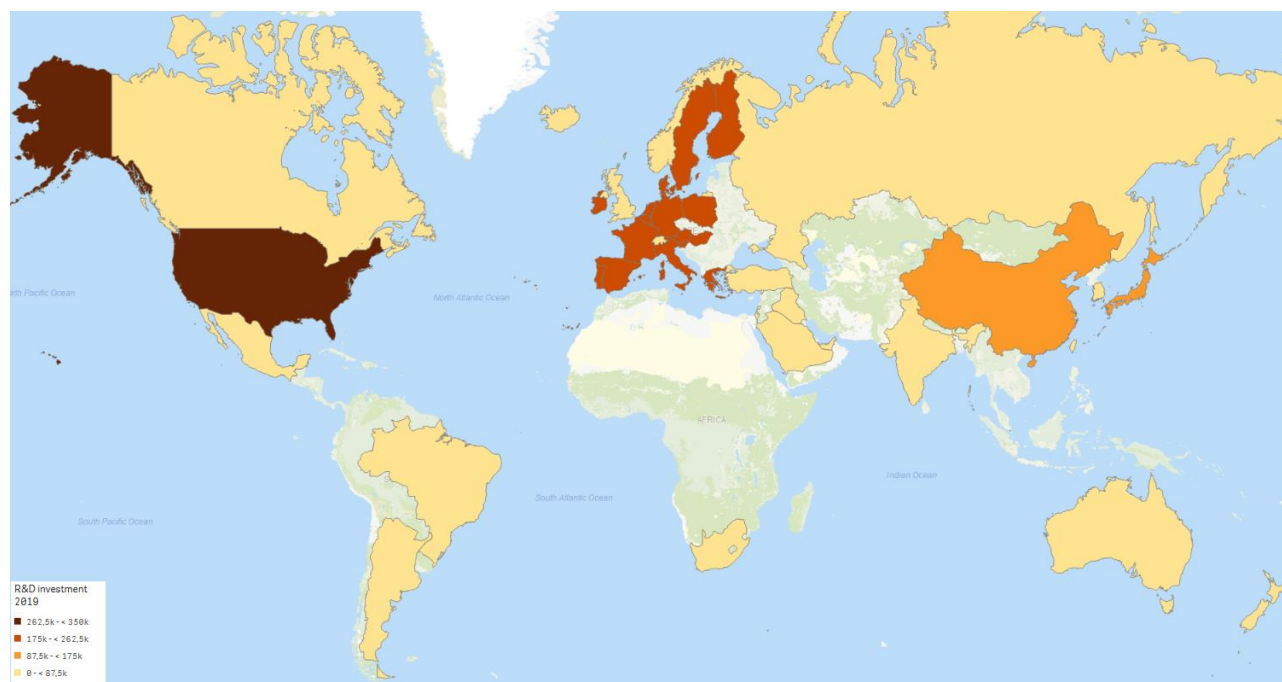 orth Pacific Ocean
North Atlantic Ocean
AFRICA
Indian Ocean
South Atlantic Ocean
South Pacific Ocean
R&D investment
2019
262,5k - < 350k
175k - < 262,5k
87,5k - < 175k
0 - < 87,5k